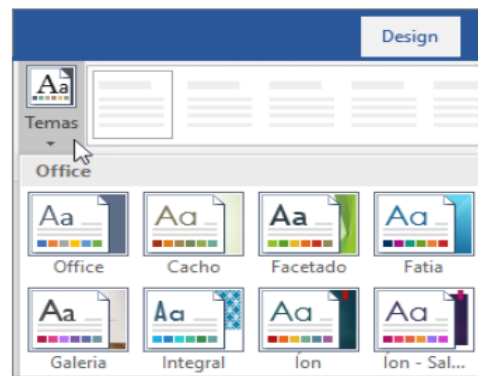 Design
Aa
Temas
Office
Aa Aa Aa Aa
Office Cacho Facetado Fatia
Aa Aa Aa Aa
Galeria Integral Íon Íon - Sal...